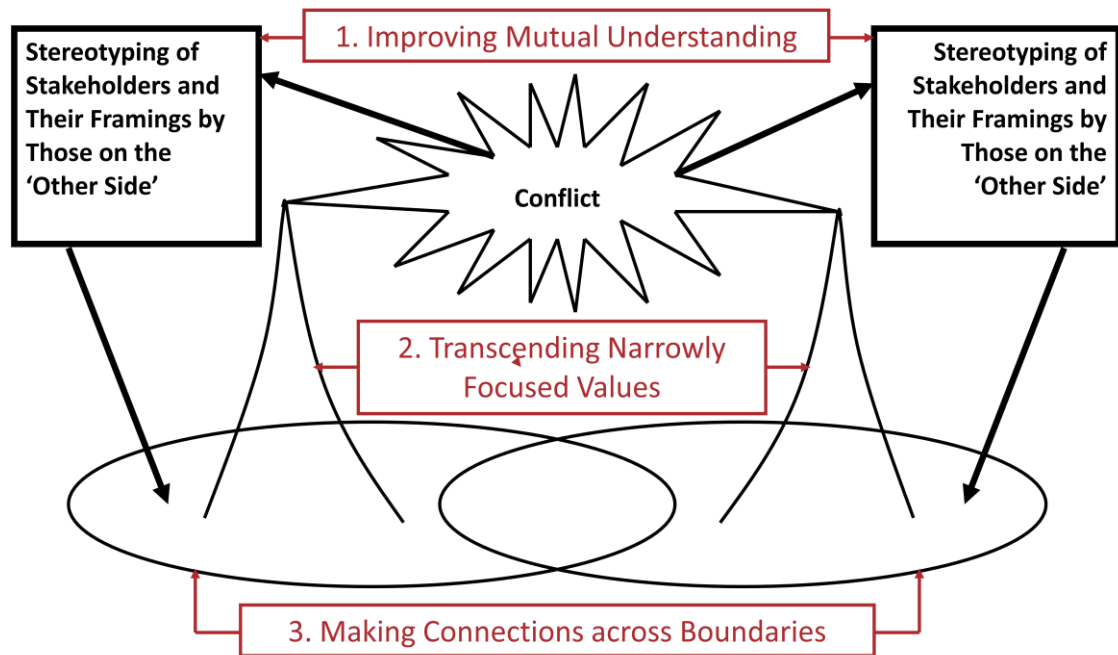 1. Improving Mutual Understanding
Stereotyping of
Stakeholders and
Their Framings by
Those on the
‘Other Side’
Stereotyping of
Stakeholders and
Their Framings by
Those on the
‘Other Side’
Conflict
2. Transcending Narrowly
Focused Values
3. Making Connections across Boundaries